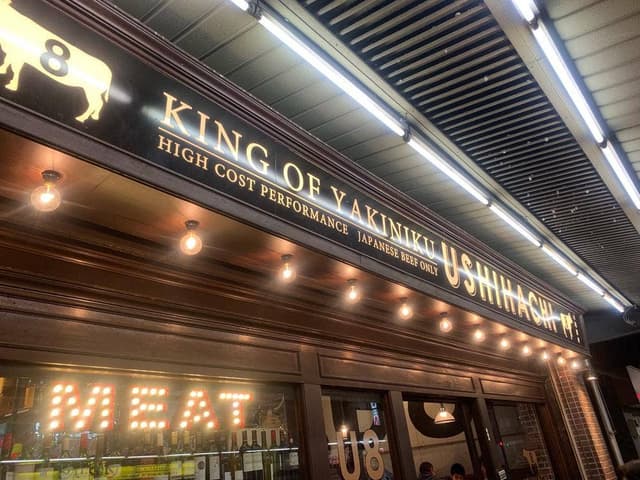 8
KING OF YAKINIKU
HIGH COST PERFORMANCE JAPANESE BEEF ONLY
USHIHACHI
MEAT
U8